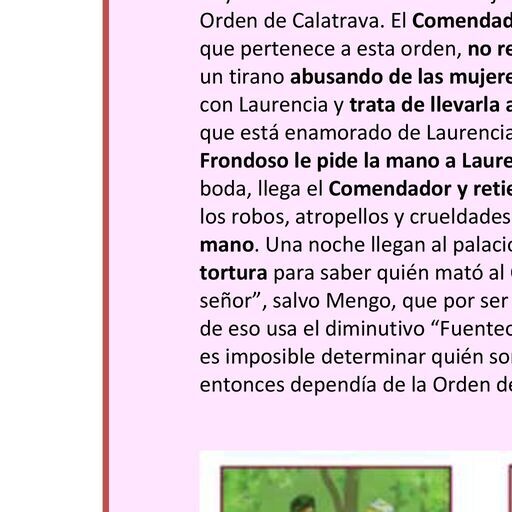 Orden de Calatrava. El Comendad
que pertenece a esta orden, no re
un tirano abusando de las mujere
con Laurencia y trata de llevarla a
que está enamorado de Laurencia
Frondoso le pide la mano a Laure
boda, llega el Comendador y retie
los robos, atropellos y crueldades
mano. Una noche llegan al palacio
tortura para saber quién mató al
señor”, salvo Mengo, que por ser
de eso usa el diminutivo “Fuenteo
es imposible determinar quién so
entonces dependía de la Orden de